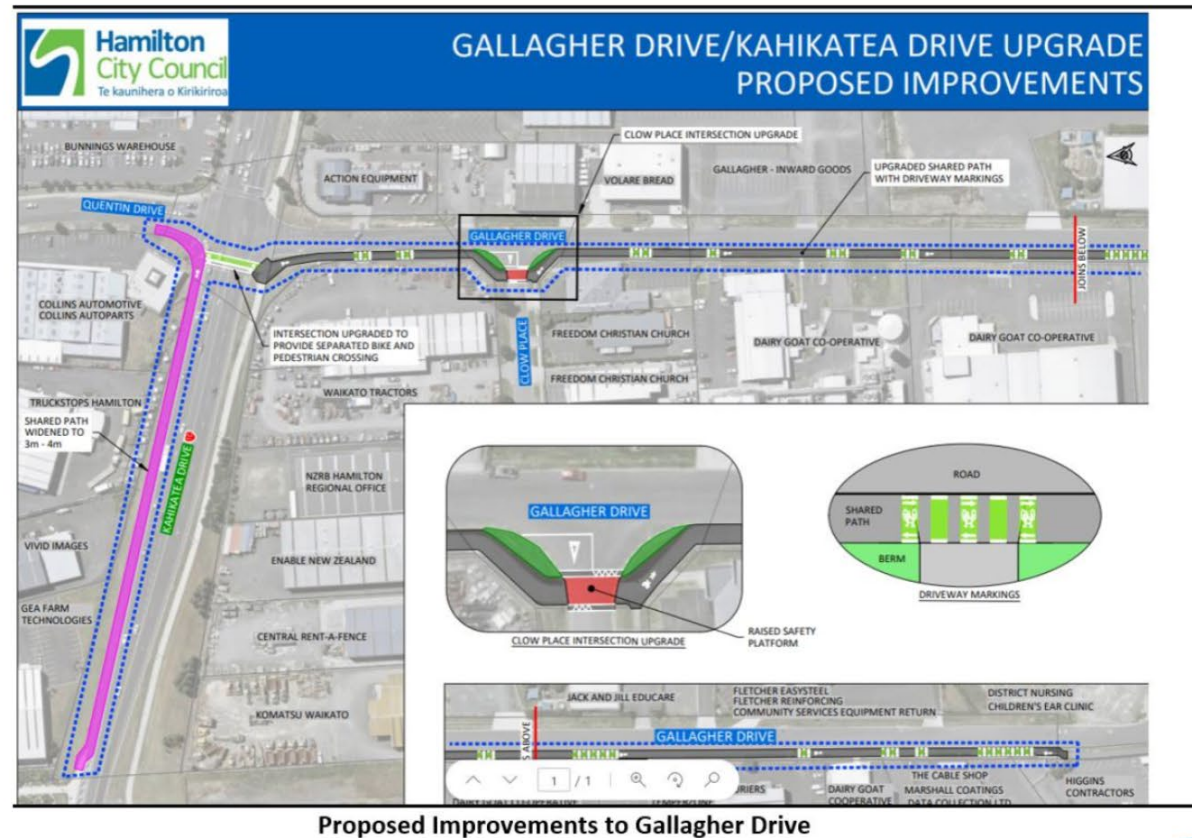 Hamilton
City Council
Te kaunihera o Kirikiriroa
GALLAGHER DRIVE/KAHIKATEA DRIVE UPGRADE
PROPOSED IMPROVEMENTS
BUNNINGS WAREHOUSE
ACTION EQUIPMENT
CLOW PLACE INTERSECTION UPGRADE
VOLARE BREAD
GALLAGHER - INWARD GOODS
UPGRADED SHARED PATH
WITH DRIVEWAY MARKINGS
QUENTIN DRIVE
GALLAGHER DRIVE
JOINS BELOW
COLLINS AUTOMOTIVE
COLLINS AUTOPARTS
INTERSECTION UPGRADED TO
PROVIDE SEPARATED BIKE AND
PEDESTRIAN CROSSING
CLOW PLACE
FREEDOM CHRISTIAN CHURCH
DAIRY GOAT CO-OPERATIVE
DAIRY GOAT CO-OPERATIVE
FREEDOM CHRISTIAN CHURCH
WAIKATO TRACTORS
TRUCKSTOPS HAMILTON
SHARED PATH
WIDENED TO
3m - 4m
KAHIKATEA DRIVE
NZRB HAMILTON
REGIONAL OFFICE
VIVID IMAGES
ENABLE NEW ZEALAND
GEA FARM
TECHNOLOGIES
CENTRAL RENT-A-FENCE
KOMATSU WAIKATO
GALLAGHER DRIVE
RAISED SAFETY
PLATFORM
CLOW PLACE INTERSECTION UPGRADE
ROAD
SHARED
PATH
BERM
DRIVEWAY MARKINGS
JACK AND JILL EDUCARE
FLETCHER EASYSTEEL
FLETCHER REINFORCING
COMMUNITY SERVICES EQUIPMENT RETURN
DISTRICT NURSING
CHILDREN'S EAR CLINIC
GALLAGHER DRIVE
ABOVE
1 / 1
DAIRY GOAT
COOPERATIVE
THE CABLE SHOP
MARSHALL COATINGS
DATA COLLECTION LTD
HIGGINS
CONTRACTORS
Proposed Improvements to Gallagher Drive